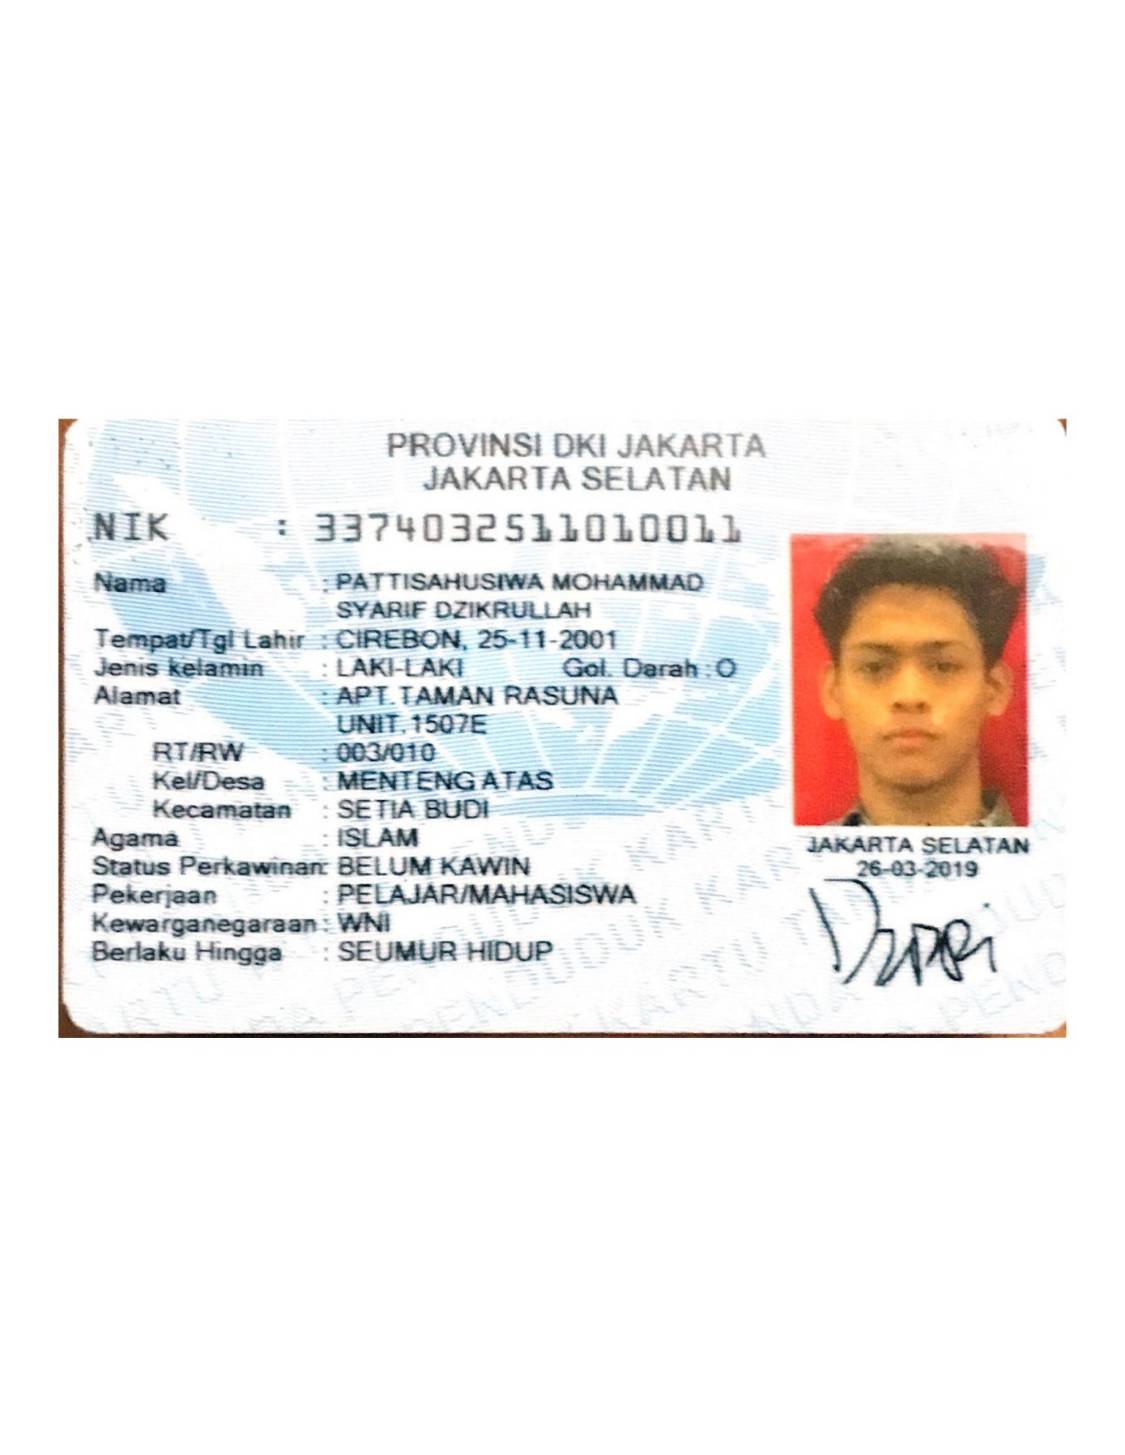 PROVINSI DKI JAKARTA
JAKARTA SELATAN
NIK : 3374032511010011
Nama : PATTISAHUSIWA MOHAMMAD
SYARIF DZIKRULLAH
Tempat/Tgl Lahir : CIREBON, 25-11-2001
Jenis kelamin : LAKI-LAKI Gol. Darah : O
Alamat : APT. TAMAN RASUNA
UNIT. 1507E
RT/RW : 003/010
Kel/Desa : MENTENG ATAS
Kecamatan : SETIA BUDI
Agama : ISLAM
Status Perkawinan: BELUM KAWIN
Pekerjaan : PELAJAR/MAHASISWA
Kewarganegaraan : WNI
Berlaku Hingga : SEUMUR HIDUP
JAKARTA SELATAN
26-03-2019